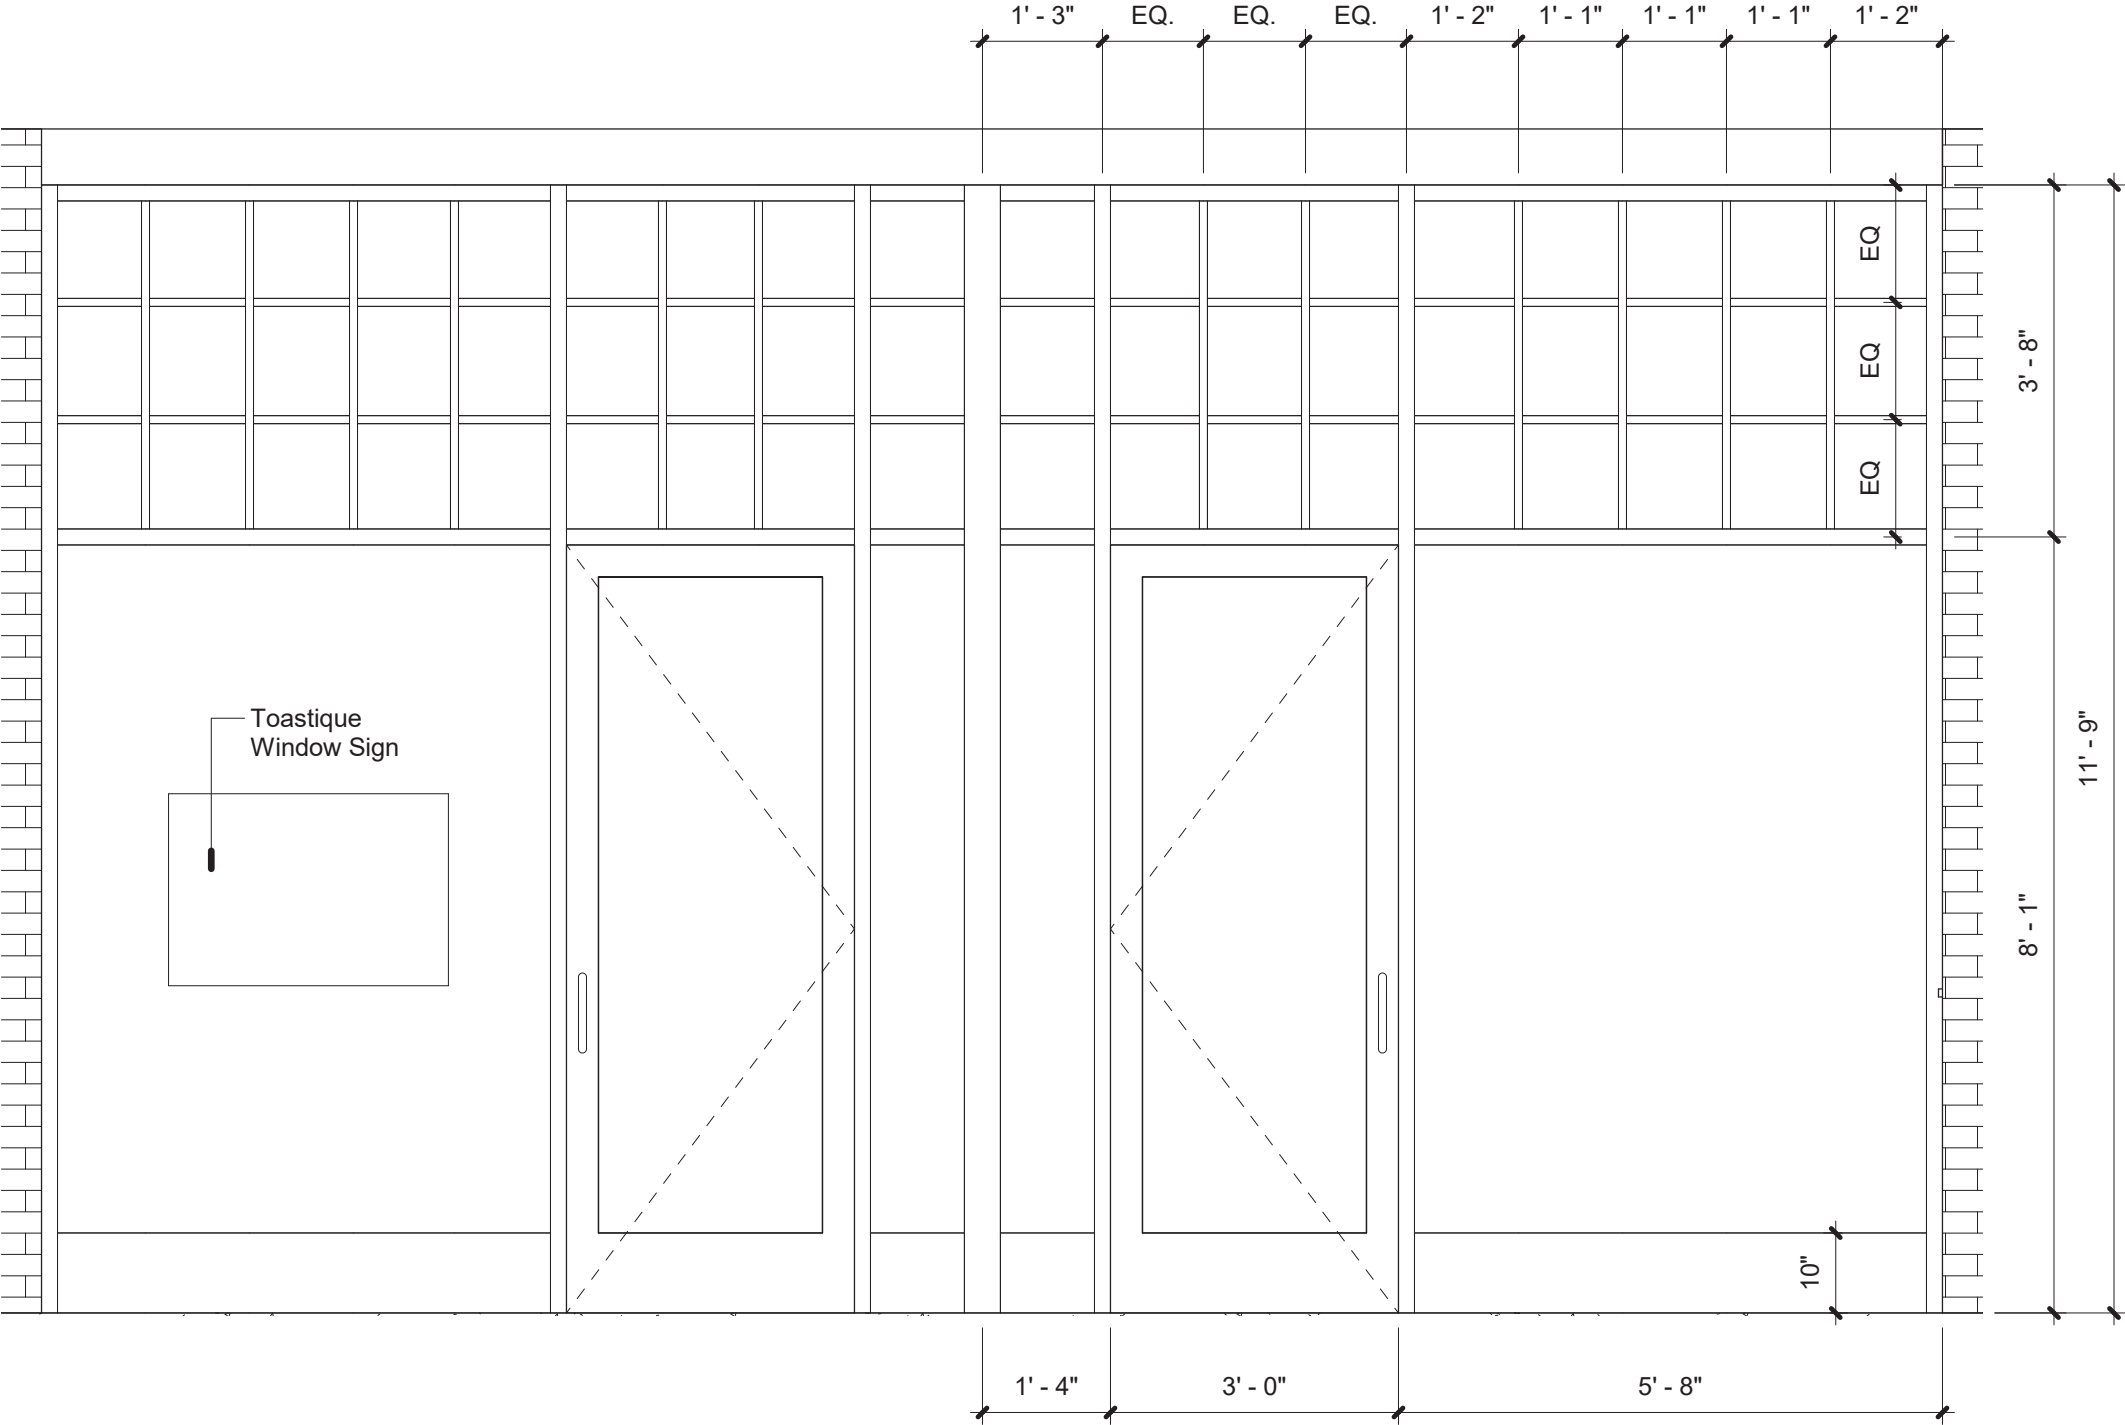 1' - 3" EQ. EQ. EQ. 1' - 2" 1' - 1" 1' - 1" 1' - 1" 1' - 2"
EQ
EQ
EQ
3' - 8"
11' - 9"
8' - 1"
Toastique
Window Sign
10"
1' - 4" 3' - 0" 5' - 8"